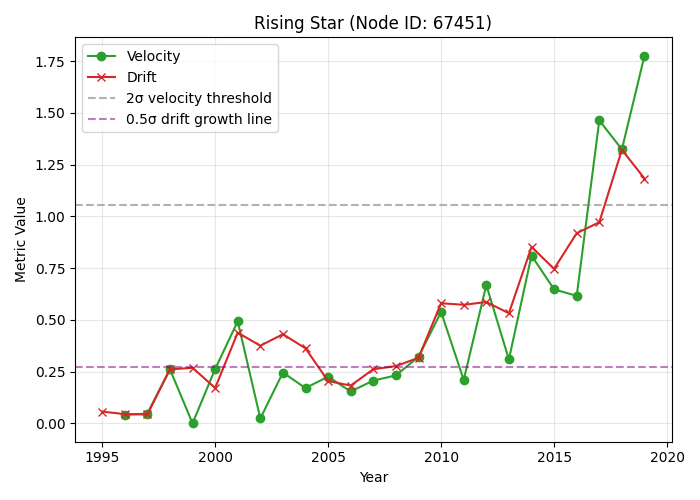 Rising Star (Node ID: 67451)
Velocity
Drift
2σ velocity threshold
0.5σ drift growth line
Metric Value
1.75
1.50
1.25
1.00
0.75
0.50
0.25
0.00
1995 2000 2005 2010 2015 2020
Year